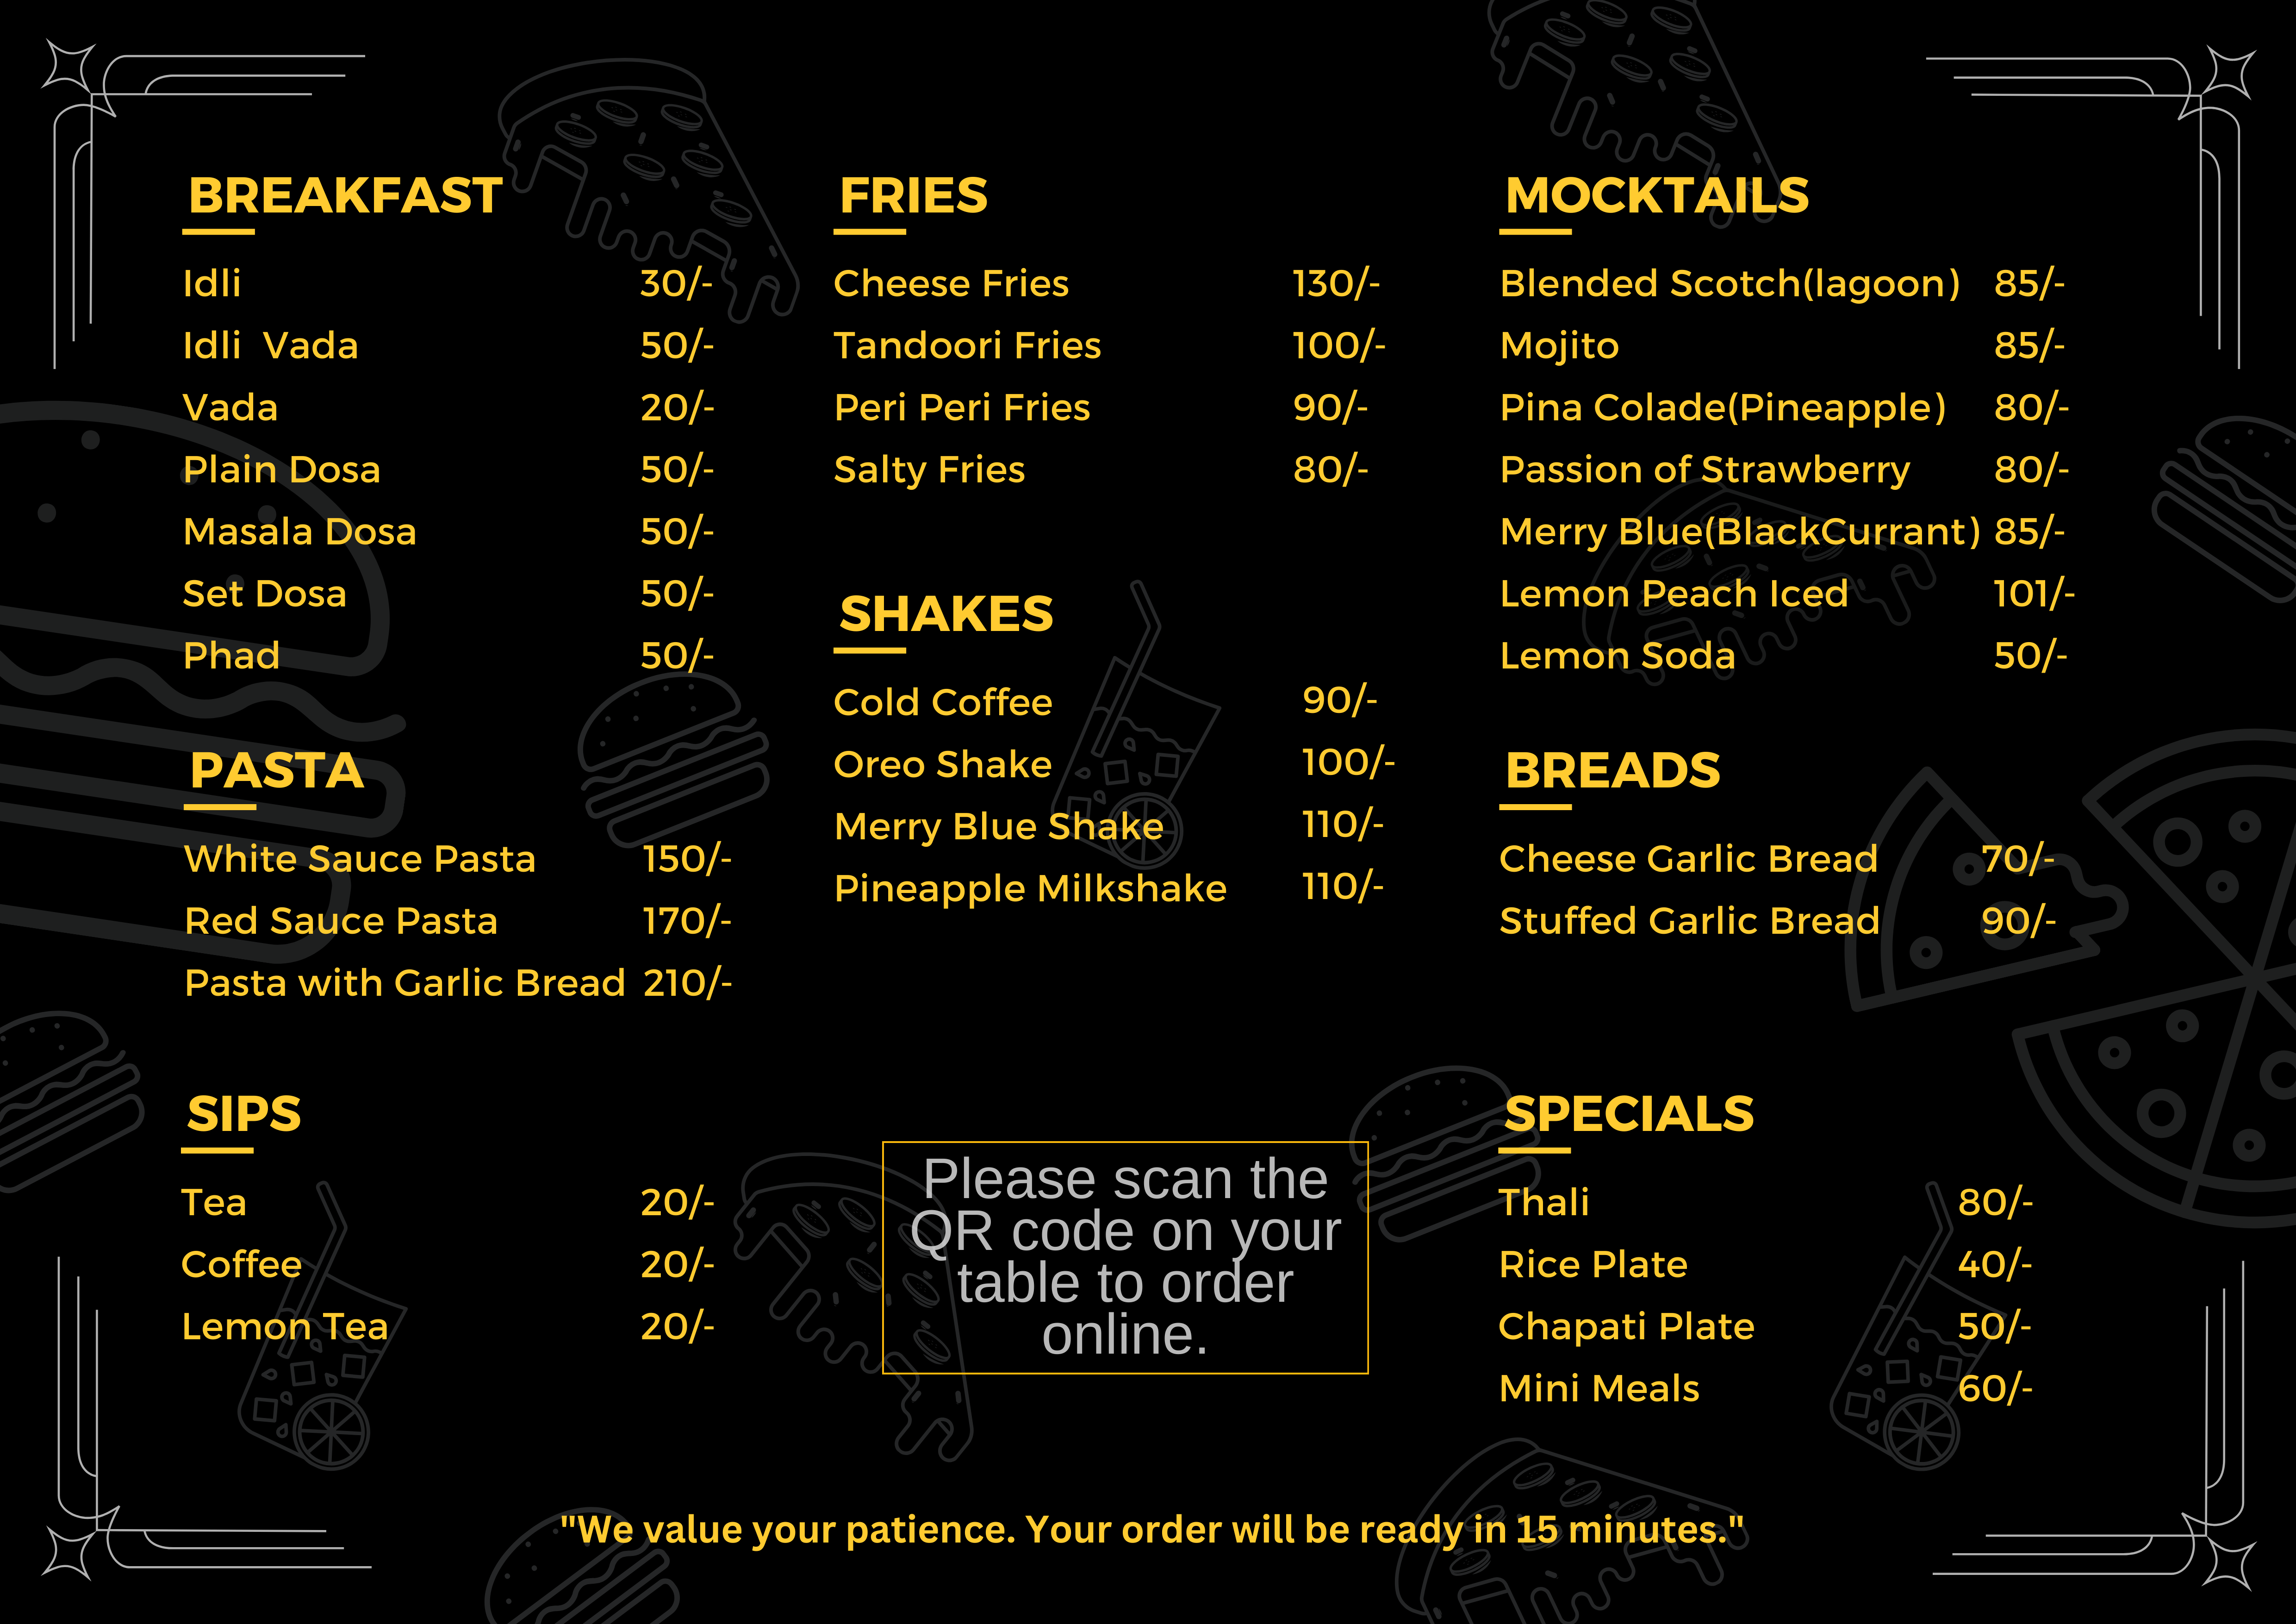 BREAKFAST
Idli 30/-
Idli Vada 50/-
Vada 20/-
Plain Dosa 50/-
Masala Dosa 50/-
Set Dosa 50/-
Phad 50/-
PASTA
White Sauce Pasta 150/-
Red Sauce Pasta 170/-
Pasta with Garlic Bread 210/-
SIPS
Tea 20/-
Coffee 20/-
Lemon Tea 20/-
FRIES
Cheese Fries 130/-
Tandoori Fries 100/-
Peri Peri Fries 90/-
Salty Fries 80/-
SHAKES
Cold Coffee 90/-
Oreo Shake 100/-
Merry Blue Shake 110/-
Pineapple Milkshake 110/-
Please scan the
QR code on your
table to order
online.
MOCKTAILS
Blended Scotch(lagoon) 85/-
Mojito 85/-
Pina Colade(Pineapple) 80/-
Passion of Strawberry 80/-
Merry Blue(BlackCurrant) 85/-
Lemon Peach Iced 101/-
Lemon Soda 50/-
BREADS
Cheese Garlic Bread 70/-
Stuffed Garlic Bread 90/-
SPECIALS
Thali 80/-
Rice Plate 40/-
Chapati Plate 50/-
Mini Meals 60/-
"We value your patience. Your order will be ready in 15 minutes."